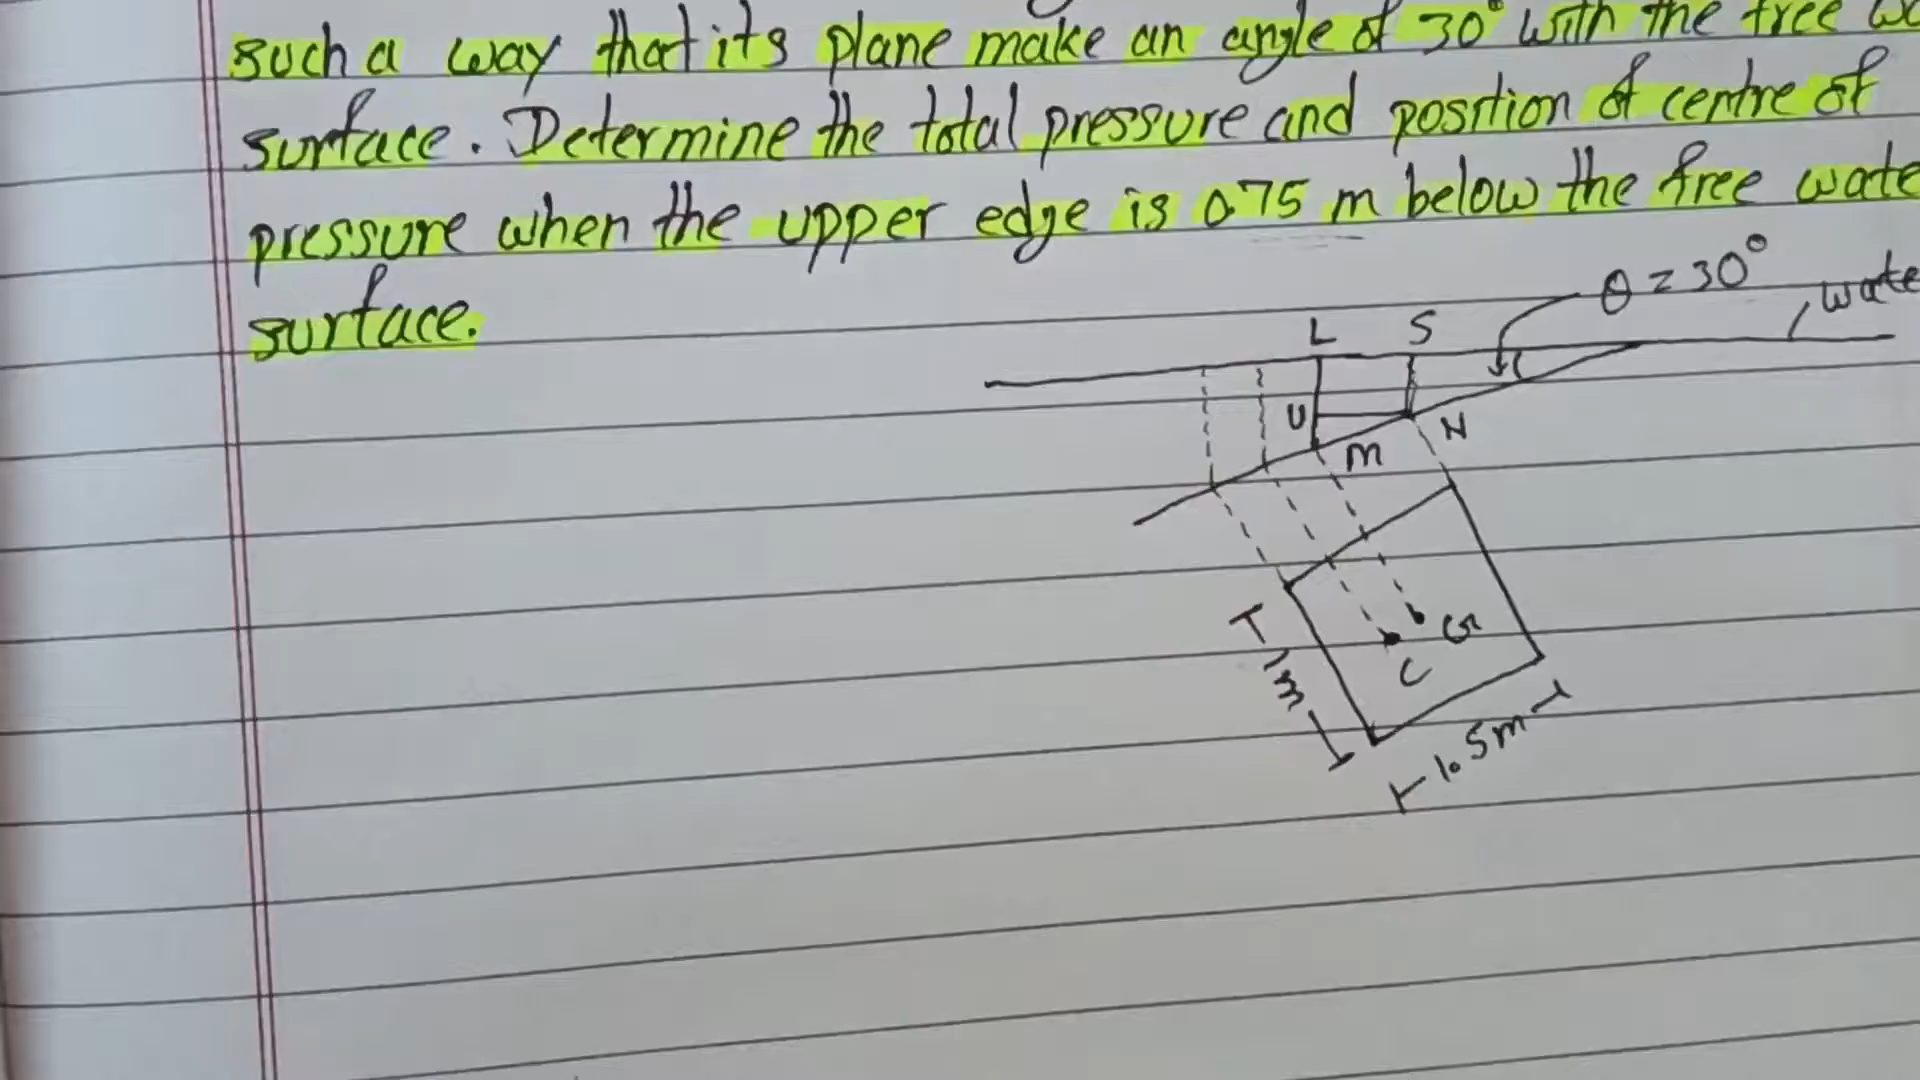 such a way that its plane make an angle of 30° with the free
surface. Determine the total pressure and position of centre of
pressure when the upper edge is 0.75 m below the free wate
surface.
θ = 30°
wate
L S
U
M
N
G
C
1m
1.5m